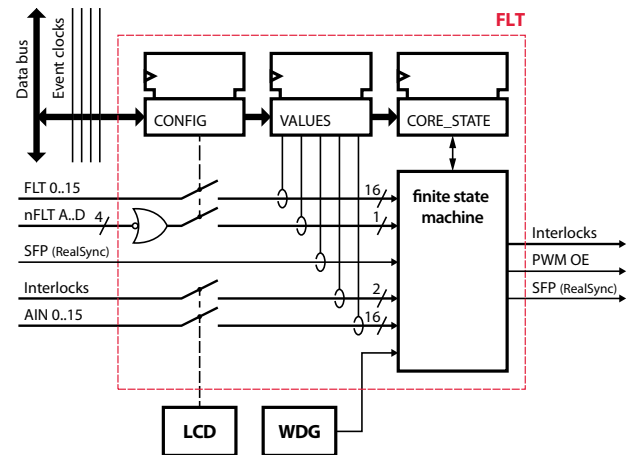 FLT
Data bus
Event clocks
CONFIG
VALUES
CORE_STATE
FLT 0..15
16
finite state
machine
nFLT A..D
4
1
SFP (RealSync)
Interlocks
2
AIN 0..15
16
Interlocks
PWM OE
SFP (RealSync)
LCD
WDG